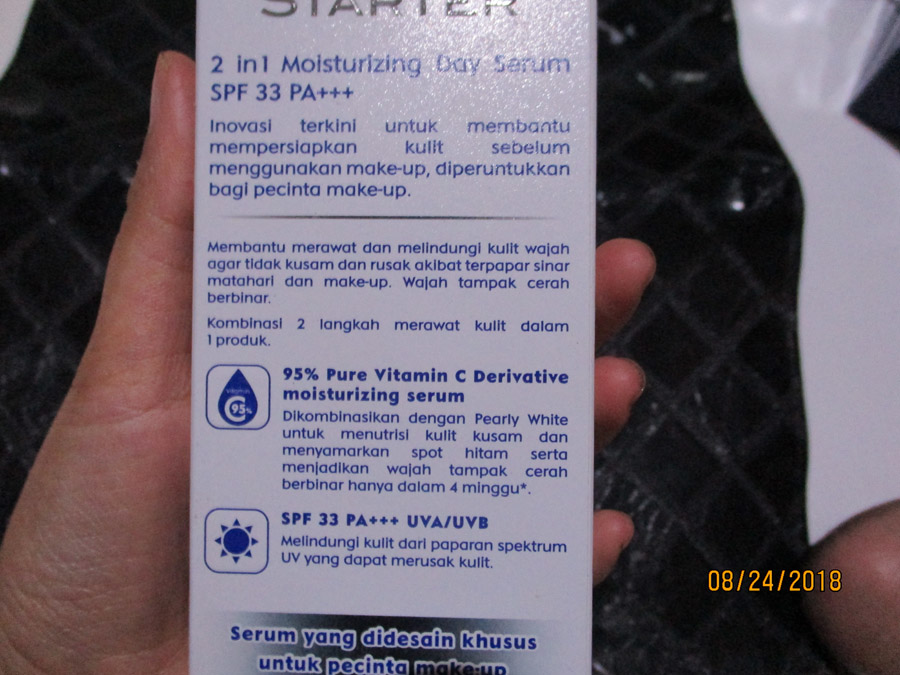 STARTER
2 in1 Moisturizing Day Serum
SPF 33 PA+++
Inovasi terkini untuk membantu
mempersiapkan kulit sebelum
menggunakan make-up, diperuntukkan
bagi pecinta make-up.
Membantu merawat dan melindungi kulit wajah
agar tidak kusam dan rusak akibat terpapar sinar
matahari dan make-up. Wajah tampak cerah
berbinar.
Kombinasi 2 langkah merawat kulit dalam
1 produk.
95% Pure Vitamin C Derivative
moisturizing serum
VITAMIN
C 95%
Dikombinasikan dengan Pearly White
untuk menutrisi kulit kusam dan
menyamarkan spot hitam serta
menjadikan wajah tampak cerah
berbinar hanya dalam 4 minggu*.
SPF 33 PA+++ UVA/UVB
Melindungi kulit dari paparan spektrum
UV yang dapat merusak kulit.
Serum yang didesain khusus
untuk pecinta make-up
08/24/2018